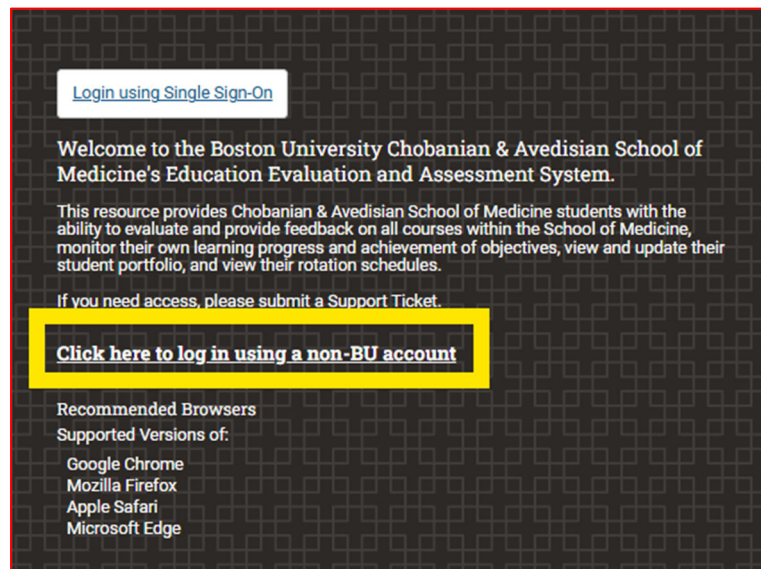 Login using Single Sign-On
Welcome to the Boston University Chobanian & Avedisian School of
Medicine's Education Evaluation and Assessment System.
This resource provides Chobanian & Avedisian School of Medicine students with the
ability to evaluate and provide feedback on all courses within the School of Medicine,
monitor their own learning progress and achievement of objectives, view and update their
student portfolio, and view their rotation schedules.
If you need access, please submit a Support Ticket.
Click here to log in using a non-BU account
Recommended Browsers
Supported Versions of:
Google Chrome
Mozilla Firefox
Apple Safari
Microsoft Edge